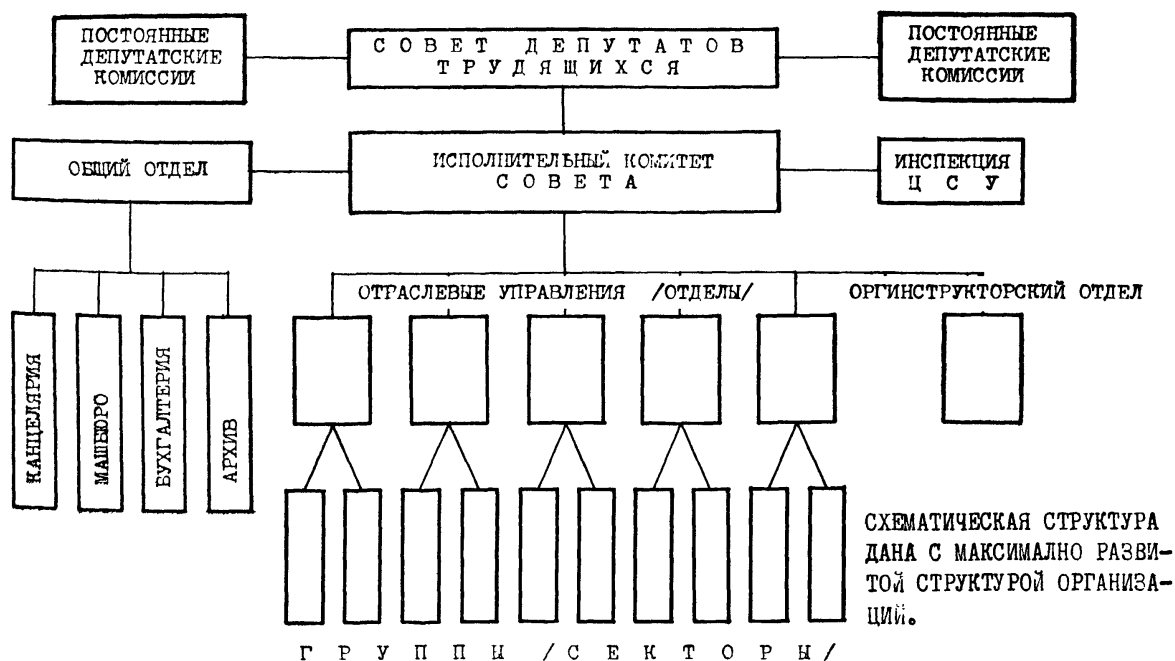 ПОСТОЯННЫЕ
ДЕПУТАТСКИЕ
КОМИССИИ
СОВЕТ ДЕПУТАТОВ
ТРУДЯЩИХСЯ
ПОСТОЯННЫЕ
ДЕПУТАТСКИЕ
КОМИССИИ
ОБЩИЙ ОТДЕЛ
ИСПОЛНИТЕЛЬНЫЙ КОМИТЕТ
СОВЕТА
ИНСПЕКЦИЯ
ЦСУ
ОТРАСЛЕВЫЕ УПРАВЛЕНИЯ /ОТДЕЛЫ/
ОРГИНСТРУКТОРСКИЙ ОТДЕЛ
КАНЦЕЛЯРИЯ
МАШБЮРО
БУХГАЛТЕРИЯ
АРХИВ
СХЕМАТИЧЕСКАЯ СТРУКТУРА
ДАНА С МАКСИМАЛНО РАЗВИ-
ТОЙ СТРУКТУРОЙ ОРГАНИЗА-
ЦИЙ.
ГРУППЫ /СЕКТОРЫ/